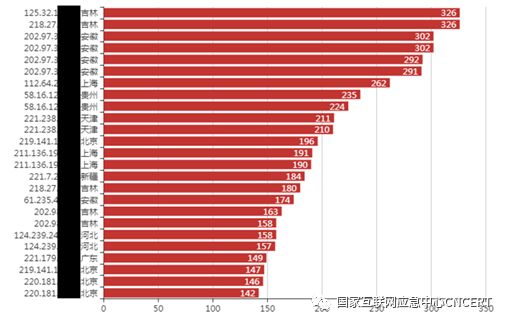 125.32.1 吉林 326
218.27. 吉林 326
202.97.3 安徽 302
202.97.3 安徽 302
202.97.3 安徽 292
202.97.3 安徽 291
112.64.2 上海 262
58.16.12 贵州 235
58.16.12 贵州 224
221.238. 天津 211
221.238. 天津 210
219.141.1 北京 196
211.136.19 上海 191
211.136.19 上海 190
221.7.2 新疆 184
218.27. 吉林 180
61.235.4 安徽 174
202.9 吉林 163
202.9 吉林 158
124.239.24 河北 158
124.239. 河北 157
221.179. 广东 149
219.141.1 北京 147
220.181. 北京 146
220.181. 北京 142
0 50 100 150 200 250 300 350
国家互联网应急中心CNCERT